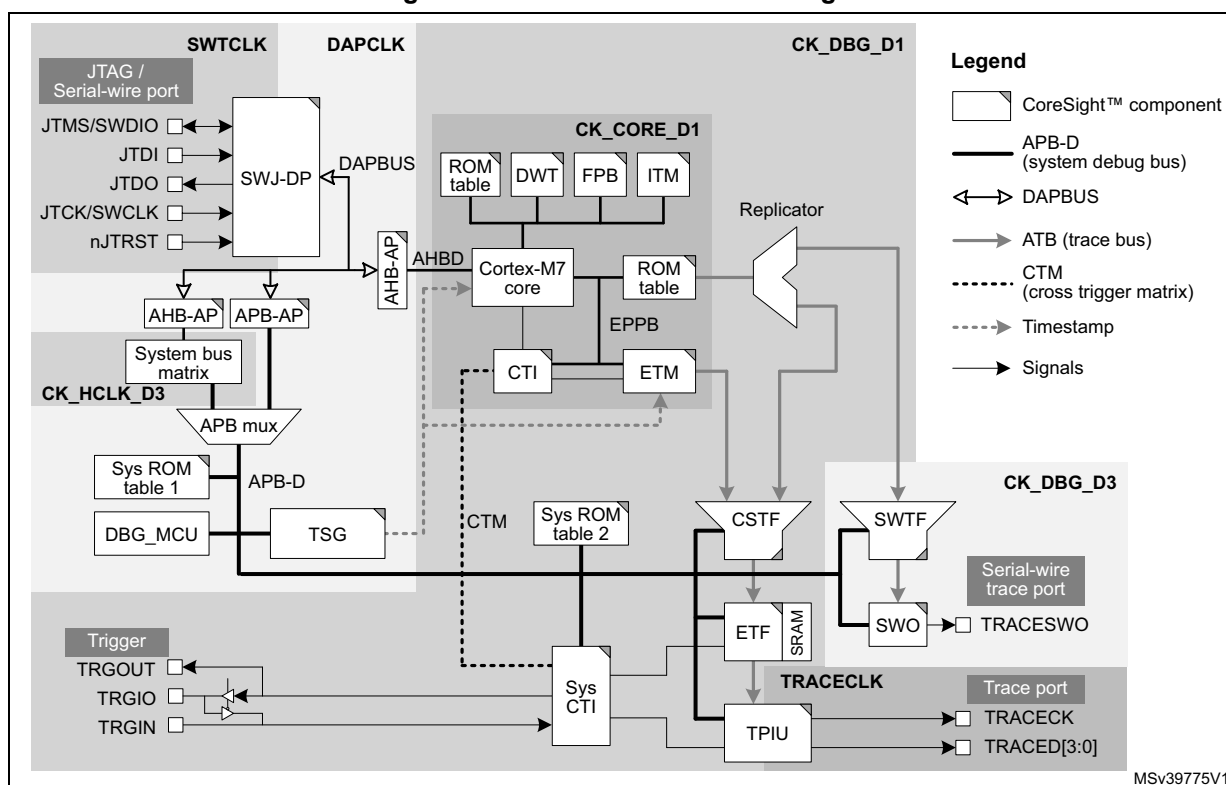 SWTCLK
DAPCLK
CK_DBG_D1
JTAG /
Serial-wire port
JTMS/SWDIO
JTDI
JTDO
JTCK/SWCLK
nJTRST
SWJ-DP
DAPBUS
CK_CORE_D1
ROM
table
DWT
FPB
ITM
Replicator
AHB-AP
AHBD
Cortex-M7
core
ROM
table
EPPB
CTI
ETM
AHB-AP
APB-AP
System bus
matrix
CK_HCLK_D3
APB mux
Sys ROM
table 1
APB-D
DBG_MCU
TSG
CTM
Sys ROM
table 2
CSTF
SWTF
CK_DBG_D3
Serial-wire
trace port
ETF
SRAM
SWO
TRACESWO
Trigger
TRGOUT
TRGIO
TRGIN
Sys
CTI
TRACECLK
TPIU
Trace port
TRACECK
TRACED[3:0]
Legend
CoreSight™ component
APB-D
(system debug bus)
DAPBUS
ATB (trace bus)
CTM
(cross trigger matrix)
Timestamp
Signals
MSv39775V1